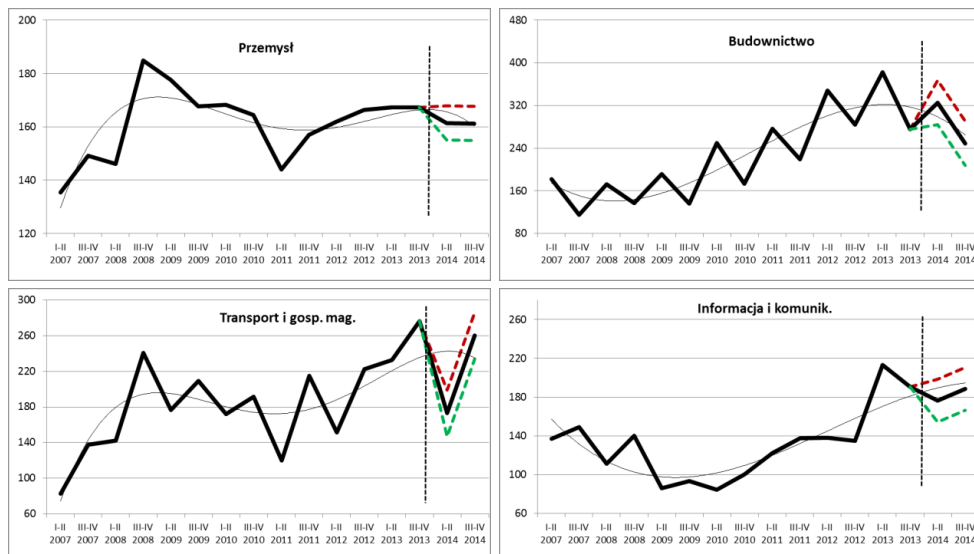 Przemysł
200
180
160
140
120
I-II III-IV I-II III-IV I-II III-IV I-II III-IV I-II III-IV I-II III-IV I-II III-IV I-II III-IV
2007 2007 2008 2008 2009 2009 2010 2010 2011 2011 2012 2012 2013 2013 2014 2014
Budownictwo
480
400
320
240
160
80
I-II III-IV I-II III-IV I-II III-IV I-II III-IV I-II III-IV I-II III-IV I-II III-IV I-II III-IV
2007 2007 2008 2008 2009 2009 2010 2010 2011 2011 2012 2012 2013 2013 2014 2014
Transport i gosp. mag.
300
260
220
180
140
100
60
I-II III-IV I-II III-IV I-II III-IV I-II III-IV I-II III-IV I-II III-IV I-II III-IV I-II III-IV
2007 2007 2008 2008 2009 2009 2010 2010 2011 2011 2012 2012 2013 2013 2014 2014
Informacja i komunik.
260
220
180
140
100
60
I-II III-IV I-II III-IV I-II III-IV I-II III-IV I-II III-IV I-II III-IV I-II III-IV I-II III-IV
2007 2007 2008 2008 2009 2009 2010 2010 2011 2011 2012 2012 2013 2013 2014 2014